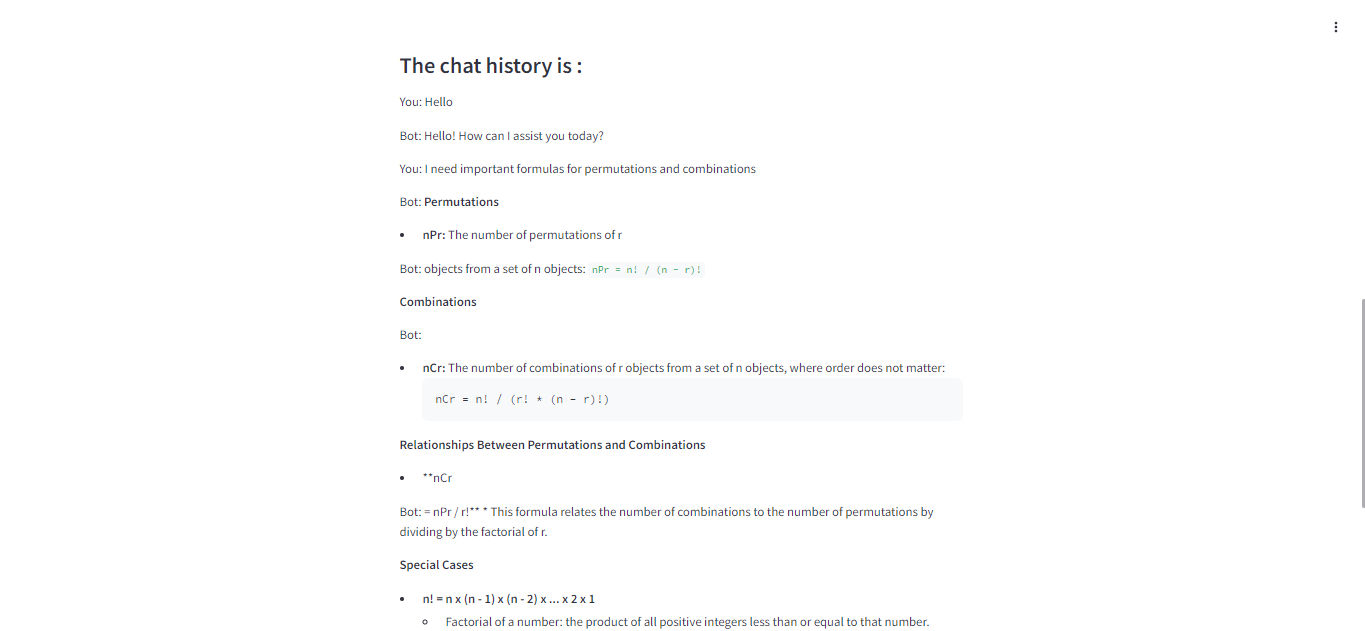 The chat history is :
You: Hello
Bot: Hello! How can I assist you today?
You: I need important formulas for permutations and combinations
Bot: Permutations
• nPr: The number of permutations of r
Bot: objects from a set of n objects: nPr = n! / (n - r)!
Combinations
Bot:
• nCr: The number of combinations of r objects from a set of n objects, where order does not matter:
nCr = n! / (r! * (n - r)!)
Relationships Between Permutations and Combinations
• **nCr
Bot: = nPr / r!** * This formula relates the number of combinations to the number of permutations by
dividing by the factorial of r.
Special Cases
• n! = n x (n - 1) x (n - 2) x ... x 2 x 1
◦ Factorial of a number: the product of all positive integers less than or equal to that number.